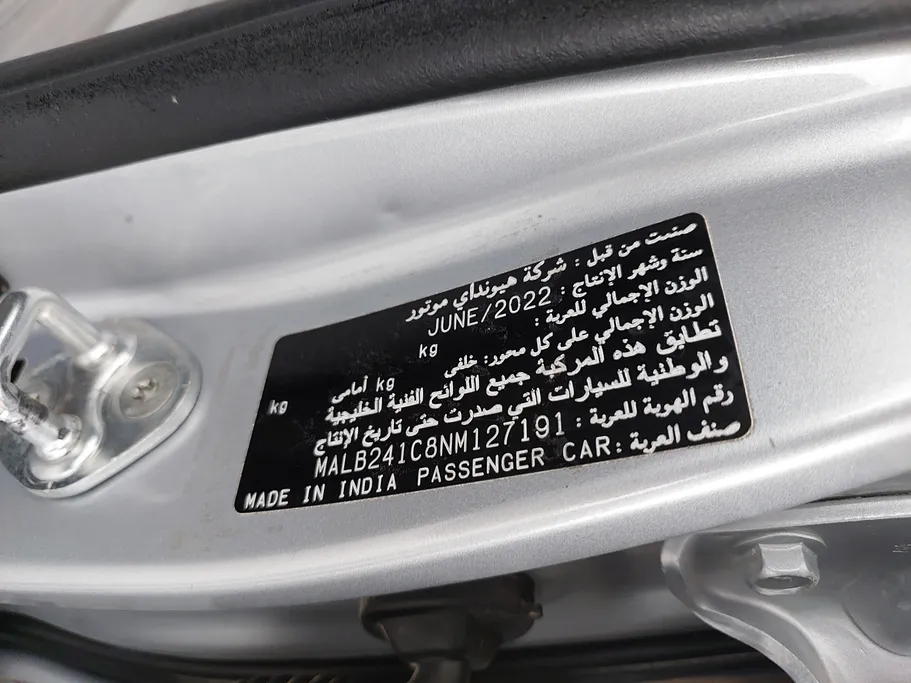 صنعت من قبل : شركة هيونداي موتور
سنة وشهر الإنتاج : JUNE/2022
الوزن الإجمالي للعربة : kg
الوزن الإجمالي على كل محور: خلفى kg أمامى kg
تطابق هذه المركبة جميع اللوائح الفنية الخليجية
والوطنية للسيارات التي صدرت حتى تاريخ الإنتاج
رقم الهوية للعربة : MALB241C8NM127191
صنف العربة : PASSENGER CAR MADE IN INDIA